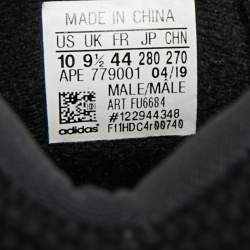 MADE IN CHINA
US UK FR JP CHN
10 9½ 44 280 270
APE 779001 04/19
MALE/MÂLE
ART FU6684
#122944348
adidas F11HDC4r00740